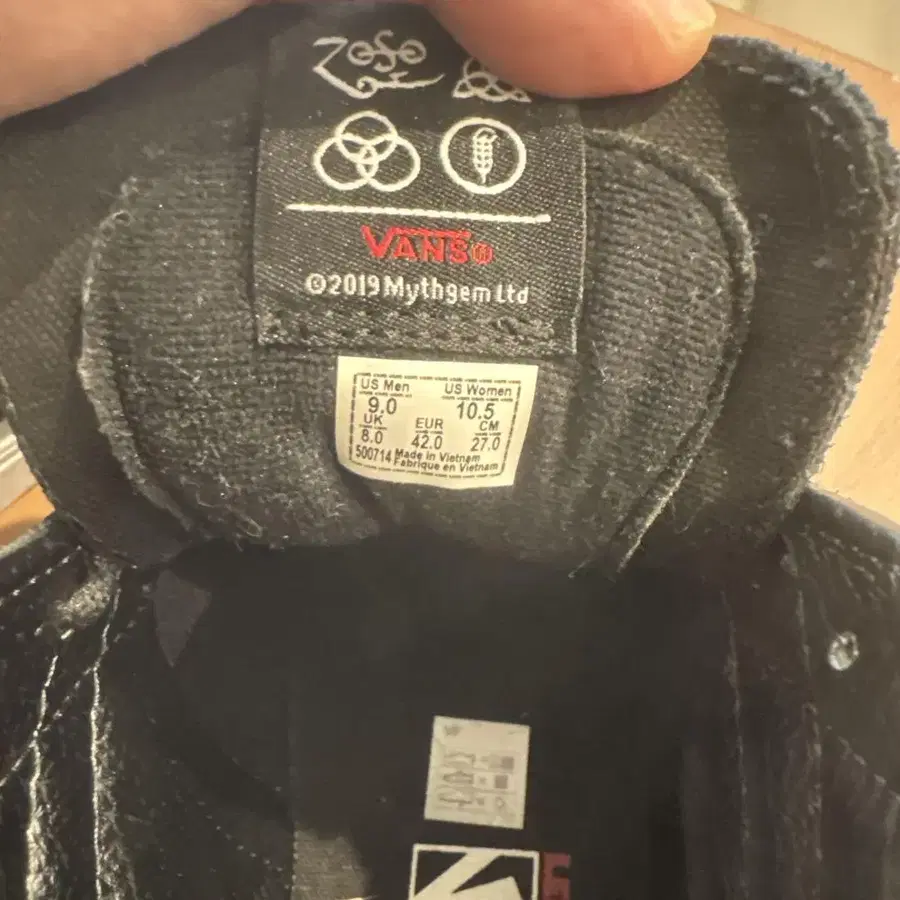 ZoSo
VANS
©2019 Mythgem Ltd
US Men US Women
9.0 10.5
UK EUR CM
8.0 42.0 27.0
500714 Made in Vietnam
Fabrique en Vietnam